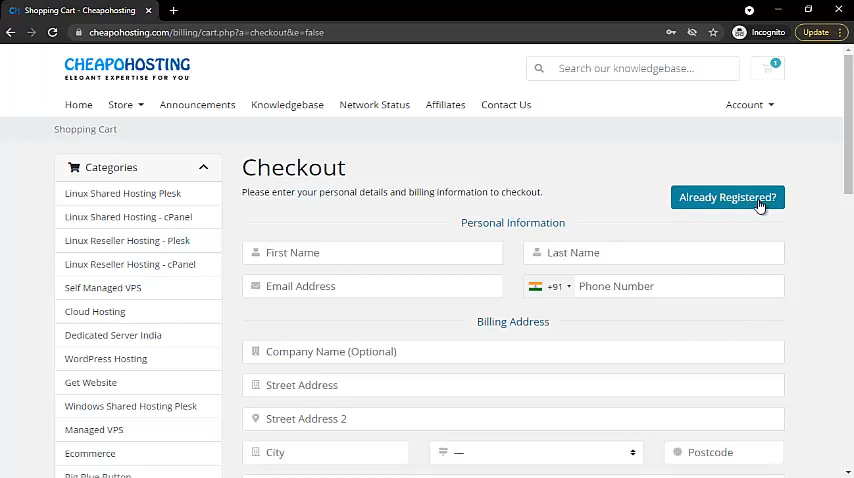 CH Shopping Cart - Cheapohosting
cheapohosting.com/billing/cart.php?a=checkout&e=false
Incognito
Update
CHEAPOHOSTING
ELEGANT EXPERTISE FOR YOU
Search our knowledgebase...
1
Home Store Announcements Knowledgebase Network Status Affiliates Contact Us Account
Shopping Cart
Categories
Linux Shared Hosting Plesk
Linux Shared Hosting - cPanel
Linux Reseller Hosting - Plesk
Linux Reseller Hosting - cPanel
Self Managed VPS
Cloud Hosting
Dedicated Server India
WordPress Hosting
Get Website
Windows Shared Hosting Plesk
Managed VPS
Ecommerce
Big Blue Button
Checkout
Please enter your personal details and billing information to checkout.
Already Registered?
Personal Information
First Name Last Name
Email Address +91 Phone Number
Billing Address
Company Name (Optional)
Street Address
Street Address 2
City — Postcode